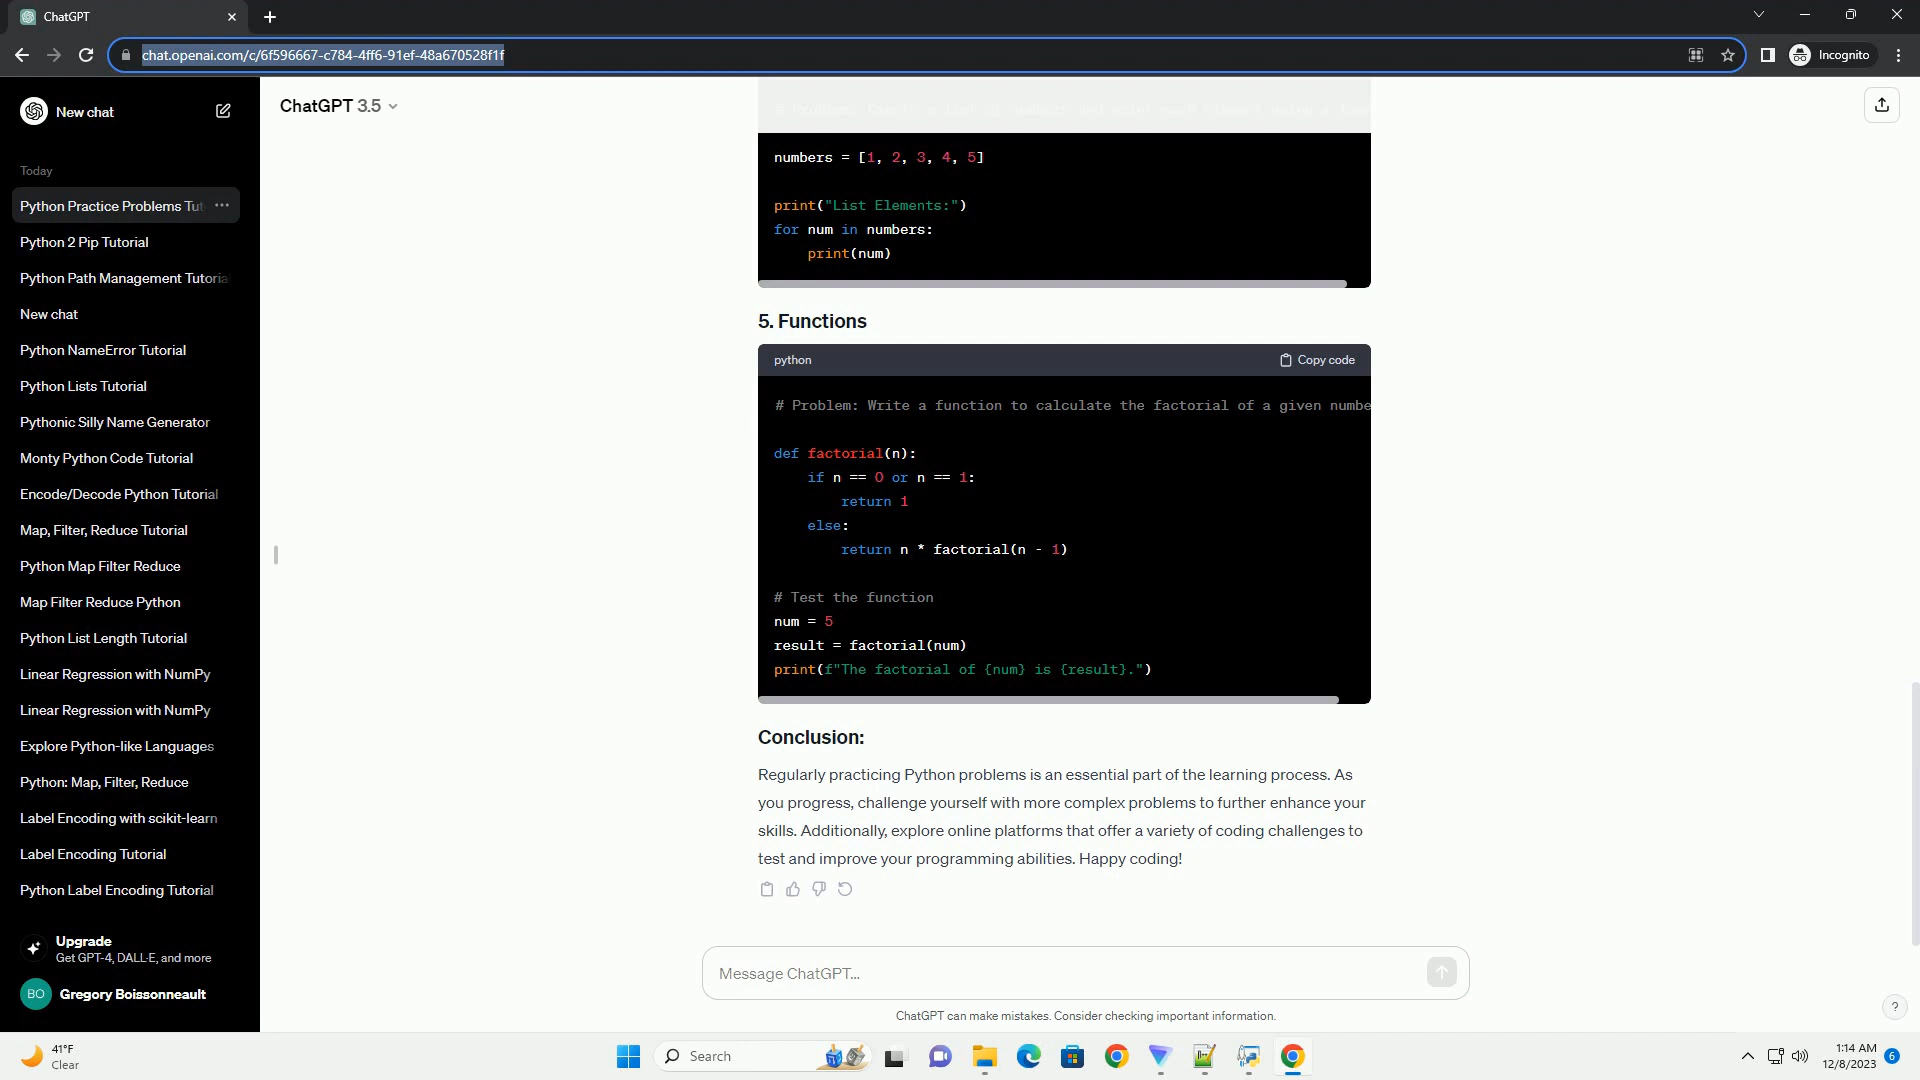 ChatGPT
chat.openai.com/c/6f596667-c784-4ff6-91ef-48a670528f1f
Incognito
New chat
Today
Python Practice Problems Tut
Python 2 Pip Tutorial
Python Path Management Tutoria
New chat
Python NameError Tutorial
Python Lists Tutorial
Pythonic Silly Name Generator
Monty Python Code Tutorial
Encode/Decode Python Tutorial
Map, Filter, Reduce Tutorial
Python Map Filter Reduce
Map Filter Reduce Python
Python List Length Tutorial
Linear Regression with NumPy
Linear Regression with NumPy
Explore Python-like Languages
Python: Map, Filter, Reduce
Label Encoding with scikit-learn
Label Encoding Tutorial
Python Label Encoding Tutorial
Upgrade
Get GPT-4, DALL·E, and more
BO Gregory Boissonneault
ChatGPT 3.5
numbers = [1, 2, 3, 4, 5]
print("List Elements:")
for num in numbers:
    print(num)
5. Functions
python Copy code
# Problem: Write a function to calculate the factorial of a given numbe
def factorial(n):
    if n == 0 or n == 1:
        return 1
    else:
        return n * factorial(n - 1)
# Test the function
num = 5
result = factorial(num)
print(f"The factorial of {num} is {result}.")
Conclusion:
Regularly practicing Python problems is an essential part of the learning process. As
you progress, challenge yourself with more complex problems to further enhance your
skills. Additionally, explore online platforms that offer a variety of coding challenges to
test and improve your programming abilities. Happy coding!
Message ChatGPT...
ChatGPT can make mistakes. Consider checking important information.
?
41°F
Clear
Search
1:14 AM
12/8/2023
6